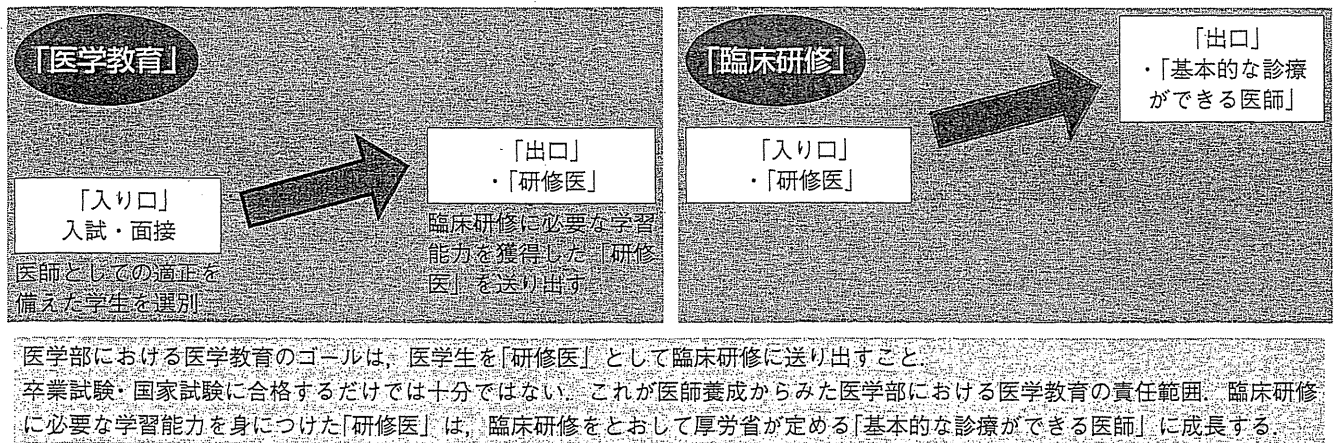 「医学教育」
「入り口」
入試・面接
医師としての適正を
備えた学生を選別
「出口」
・「研修医」
臨床研修に必要な学習
能力を獲得した「研修
医」を送り出す
「臨床研修」
「入り口」
・「研修医」
「出口」
・「基本的な診療
ができる医師」
医学部における医学教育のゴールは，医学生を「研修医」として臨床研修に送り出すこと．
卒業試験・国家試験に合格するだけでは十分ではない．これが医師養成からみた医学部における医学教育の責任範囲．臨床研修
に必要な学習能力を身につけた「研修医」は，臨床研修をとおして厚労省が定める「基本的な診療ができる医師」に成長する．